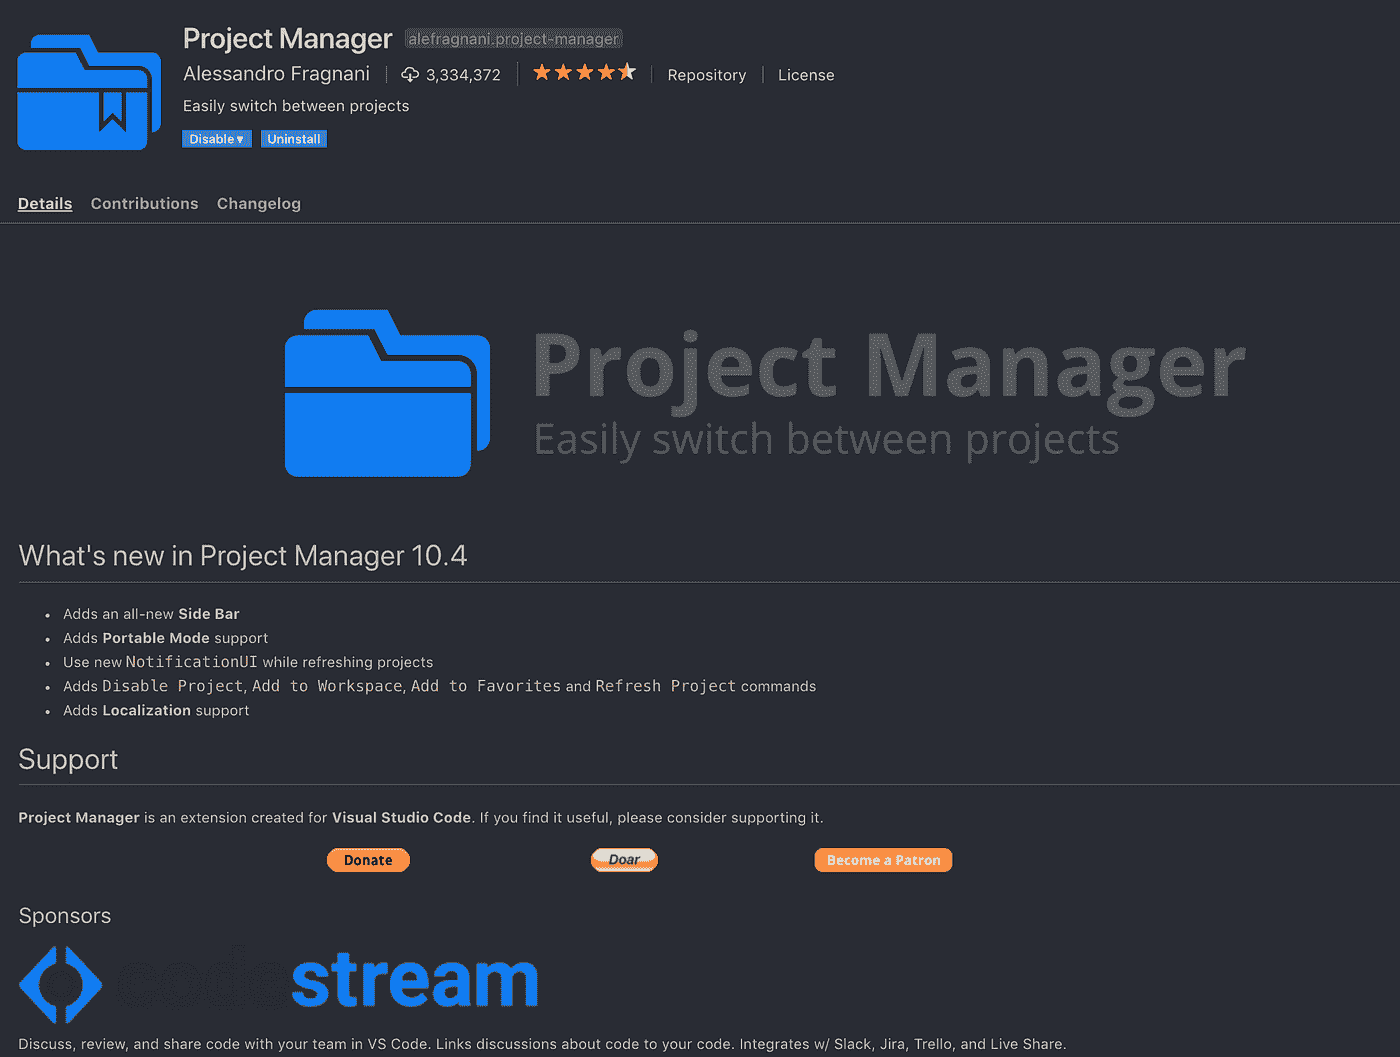 Project Manager alefragnani.project-manager
Alessandro Fragnani 3,334,372 Repository License
Easily switch between projects
Disable▾ Uninstall
Details Contributions Changelog
Project Manager
Easily switch between projects
What's new in Project Manager 10.4
• Adds an all-new Side Bar
• Adds Portable Mode support
• Use new NotificationUI while refreshing projects
• Adds Disable Project, Add to Workspace, Add to Favorites and Refresh Project commands
• Adds Localization support
Support
Project Manager is an extension created for Visual Studio Code. If you find it useful, please consider supporting it.
Donate Doar Become a Patron
Sponsors
codestream
Discuss, review, and share code with your team in VS Code. Links discussions about code to your code. Integrates w/ Slack, Jira, Trello, and Live Share.